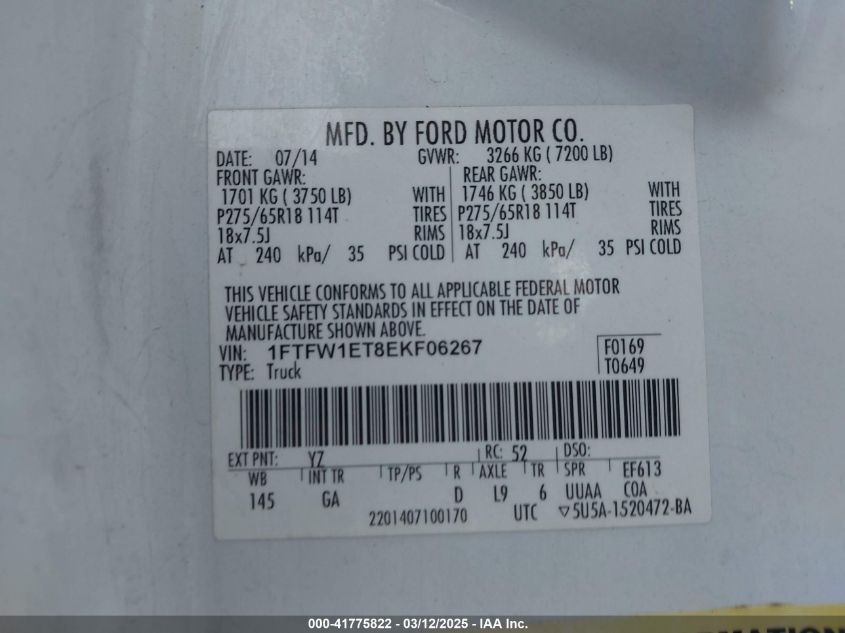 MFD. BY FORD MOTOR CO.
DATE: 07/14 GVWR: 3266 KG ( 7200 LB)
FRONT GAWR: REAR GAWR:
1701 KG ( 3750 LB) WITH 1746 KG ( 3850 LB) WITH
P275/65R18 114T TIRES P275/65R18 114T TIRES
18x7.5J RIMS 18x7.5J RIMS
AT 240 kPa/ 35 PSI COLD AT 240 kPa/ 35 PSI COLD
THIS VEHICLE CONFORMS TO ALL APPLICABLE FEDERAL MOTOR
VEHICLE SAFETY STANDARDS IN EFFECT ON THE DATE OF
MANUFACTURE SHOWN ABOVE.
VIN: 1FTFW1ET8EKF06267 F0169
TYPE: Truck T0649
EXT PNT: YZ RC: 52 DSO:
WB INT TR TP/PS R AXLE TR SPR EF613
145 GA D L9 6 UUAA COA
2201407100170 UTC ▽5U5A-1520472-BA
000-41775822 - 03/12/2025 - IAA Inc.